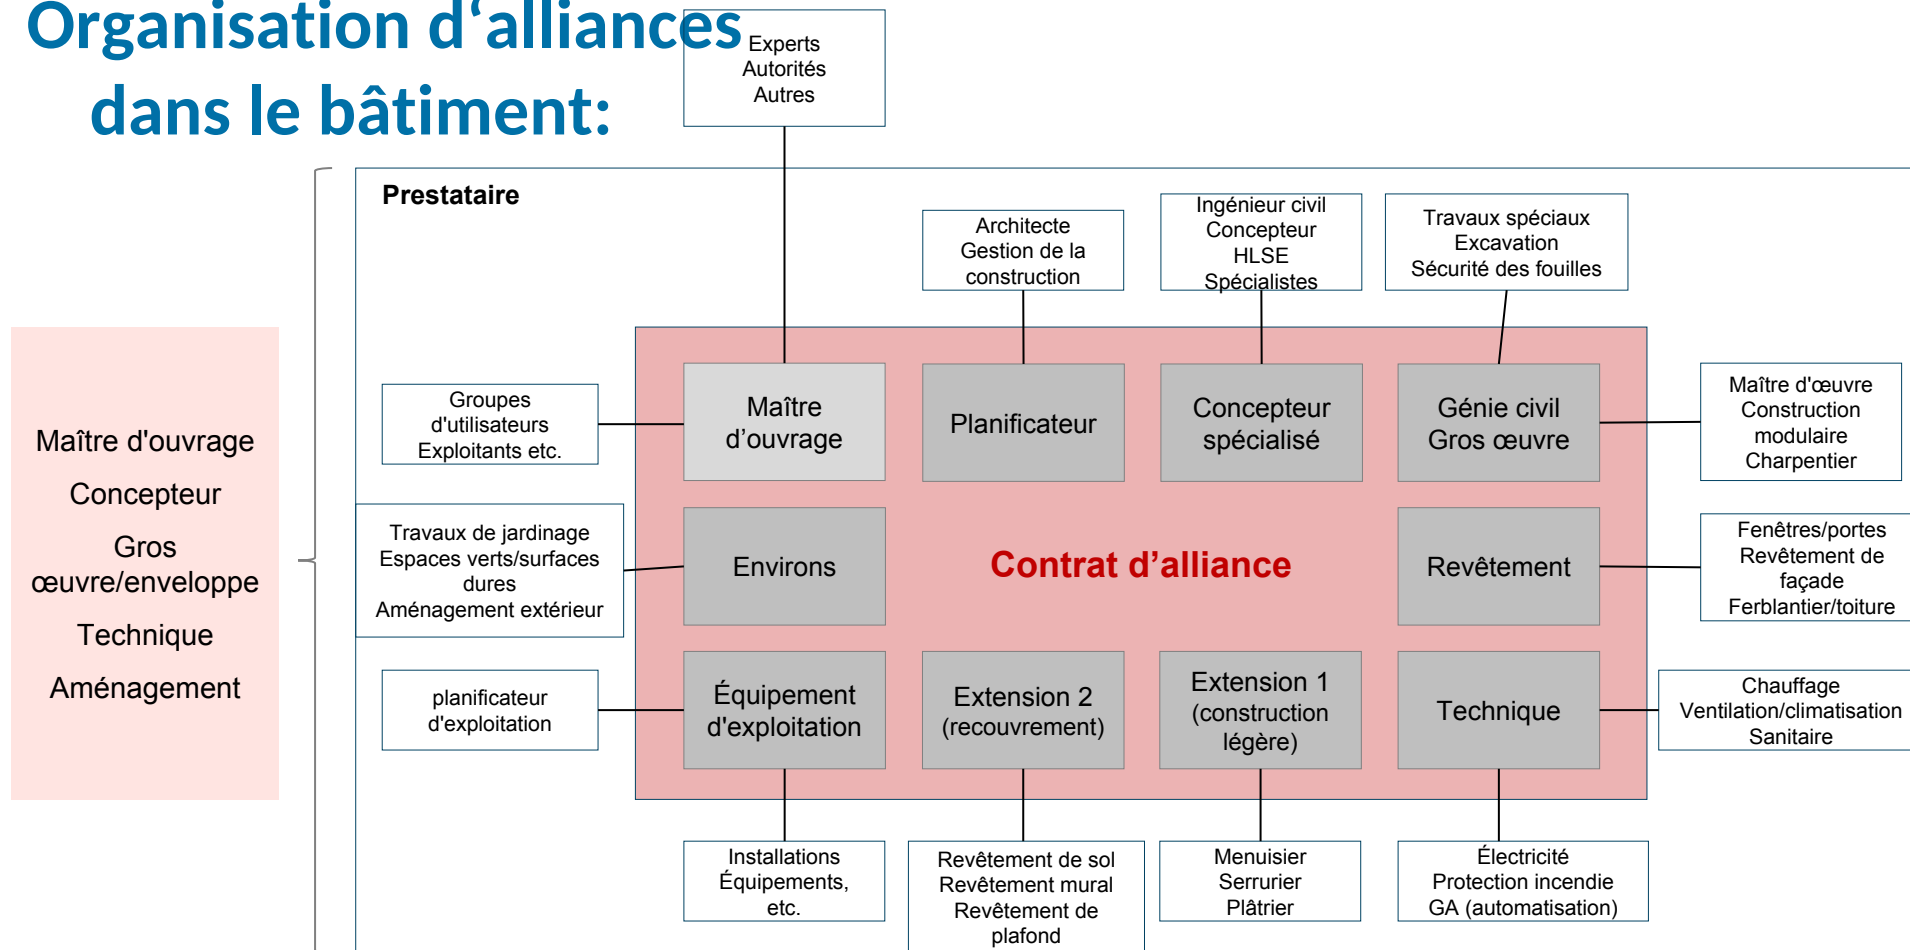 Organisation d‘alliances
dans le bâtiment:
Experts
Autorités
Autres
Prestataire
Architecte
Gestion de la
construction
Ingénieur civil
Concepteur
HLSE
Spécialistes
Travaux spéciaux
Excavation
Sécurité des fouilles
Maître d'ouvrage
Concepteur
Gros
œuvre/enveloppe
Technique
Aménagement
Groupes
d'utilisateurs
Exploitants etc.
Maître
d’ouvrage
Planificateur
Concepteur
spécialisé
Génie civil
Gros œuvre
Maître d'œuvre
Construction
modulaire
Charpentier
Travaux de jardinage
Espaces verts/surfaces
dures
Aménagement extérieur
Environs
Contrat d’alliance
Revêtement
Fenêtres/portes
Revêtement de
façade
Ferblantier/toiture
planificateur
d'exploitation
Équipement
d'exploitation
Extension 2
(recouvrement)
Extension 1
(construction
légère)
Technique
Chauffage
Ventilation/climatisation
Sanitaire
Installations
Équipements,
etc.
Revêtement de sol
Revêtement mural
Revêtement de
plafond
Menuisier
Serrurier
Plâtrier
Électricité
Protection incendie
GA (automatisation)